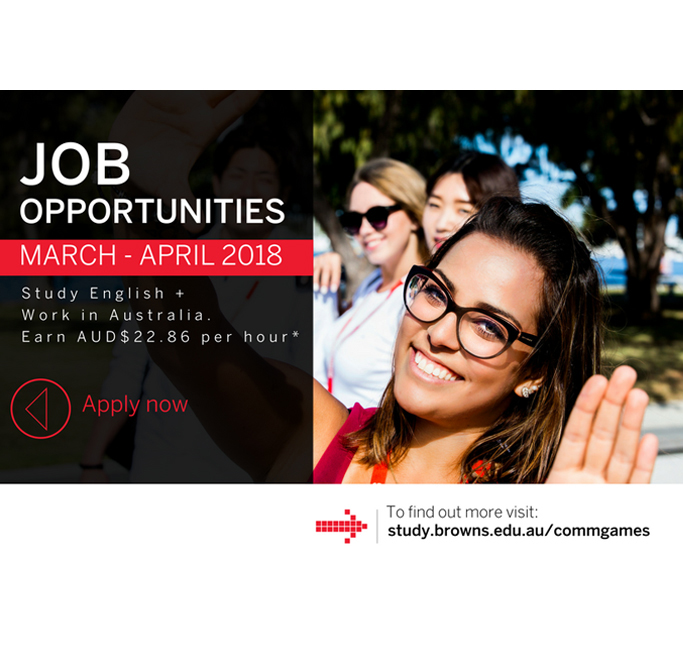 JOB
OPPORTUNITIES
MARCH - APRIL 2018
Study English +
Work in Australia.
Earn AUD$22.86 per hour*
Apply now
To find out more visit:
study.browns.edu.au/commgames